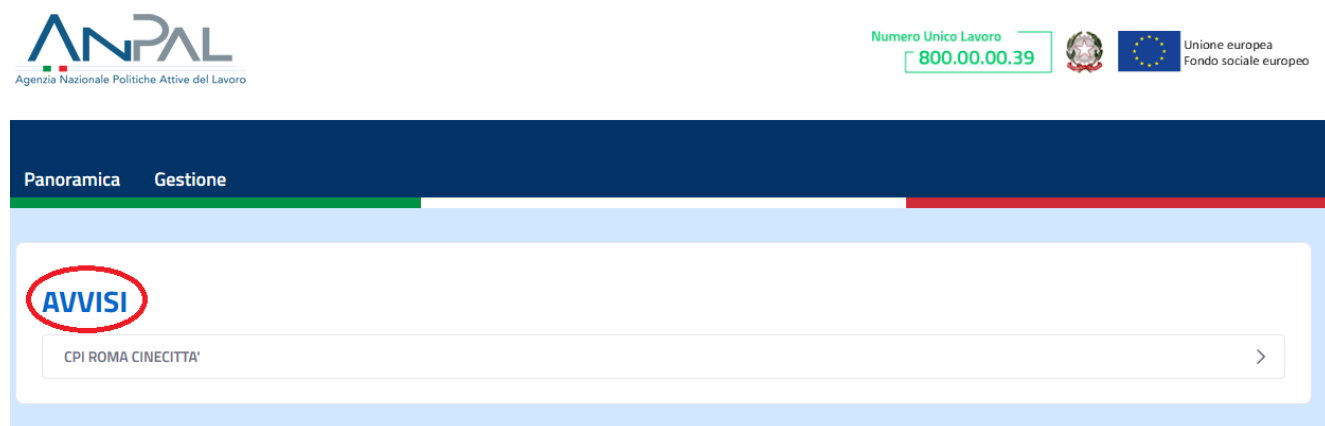 ANPAL
Agenzia Nazionale Politiche Attive del Lavoro
Numero Unico Lavoro
800.00.00.39
Unione europea
Fondo sociale europeo
Panoramica Gestione
AVVISI
CPI ROMA CINECITTA'